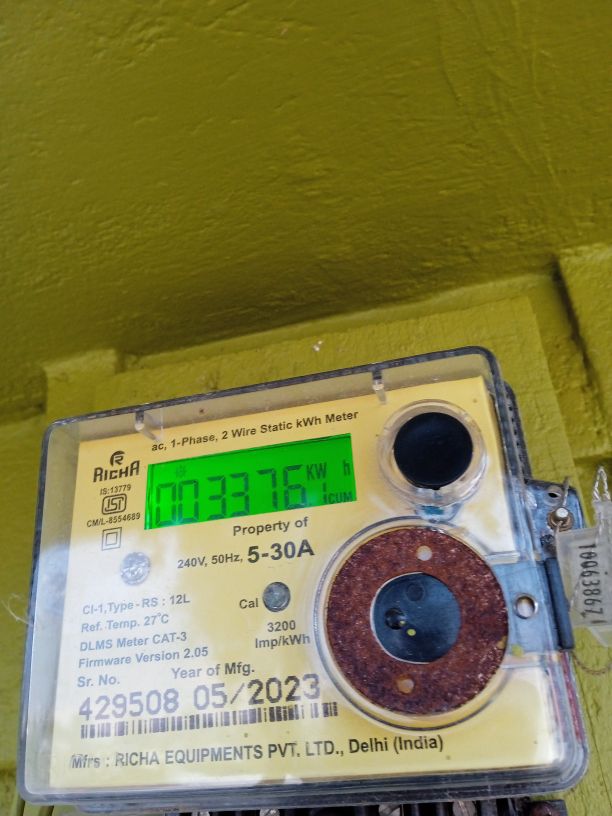 ac, 1-Phase, 2 Wire Static kWh Meter
RICHA
IS:13779
ISI
CM/L-8554689
003376.1 KW h
CUM
Property of
240V, 50Hz, 5-30A
Cl-1,Type - RS : 12L
Ref. Temp. 27°C
DLMS Meter CAT-3
Firmware Version 2.05
Cal
3200
Imp/kWh
Sr. No. Year of Mfg.
429508 05/2023
Mfrs : RICHA EQUIPMENTS PVT. LTD., Delhi (India)